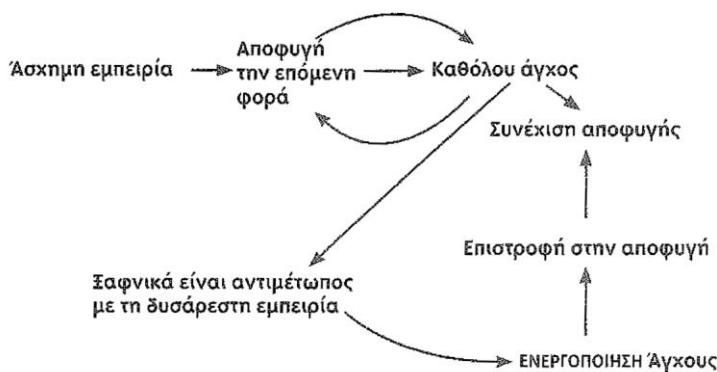 Άσχημη εμπειρία
Αποφυγή
την επόμενη
φορά
Καθόλου άγχος
Συνέχιση αποφυγής
Επιστροφή στην αποφυγή
Ξαφνικά είναι αντιμέτωπος
με τη δυσάρεστη εμπειρία
ΕΝΕΡΓΟΠΟΙΗΣΗ Άγχους